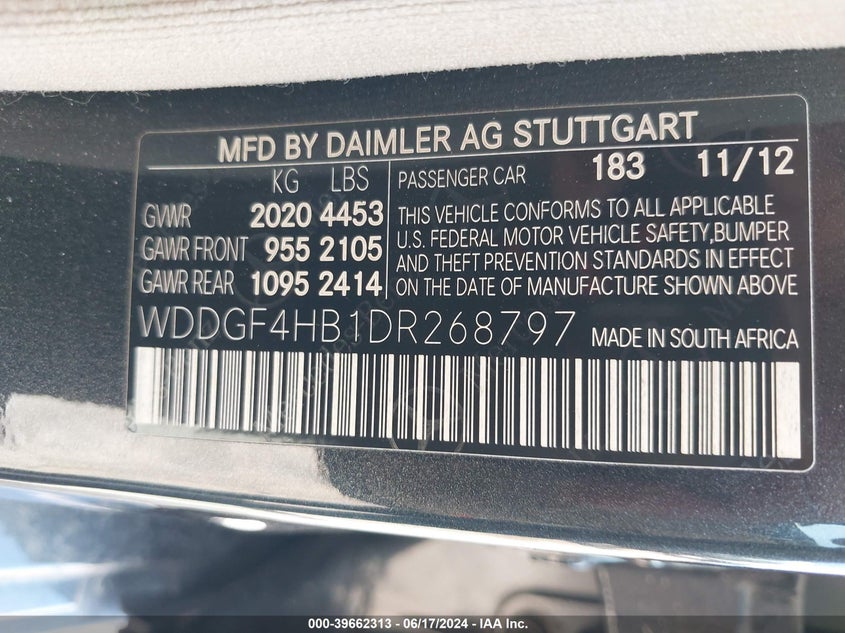 MFD BY DAIMLER AG STUTTGART
KG LBS
GVWR 2020 4453
GAWR FRONT 955 2105
GAWR REAR 1095 2414
PASSENGER CAR 183 11/12
THIS VEHICLE CONFORMS TO ALL APPLICABLE
U.S. FEDERAL MOTOR VEHICLE SAFETY,BUMPER
AND THEFT PREVENTION STANDARDS IN EFFECT
ON THE DATE OF MANUFACTURE SHOWN ABOVE
WDDGF4HB1DR268797 MADE IN SOUTH AFRICA
000-39662313 - 06/17/2024 - IAA Inc.